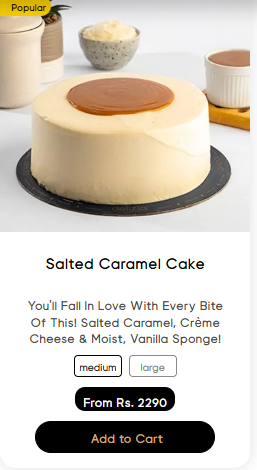 Popular
Salted Caramel Cake
You'll Fall In Love With Every Bite
Of This! Salted Caramel, Crème
Cheese & Moist, Vanilla Sponge!
medium large
From Rs. 2290
Add to Cart